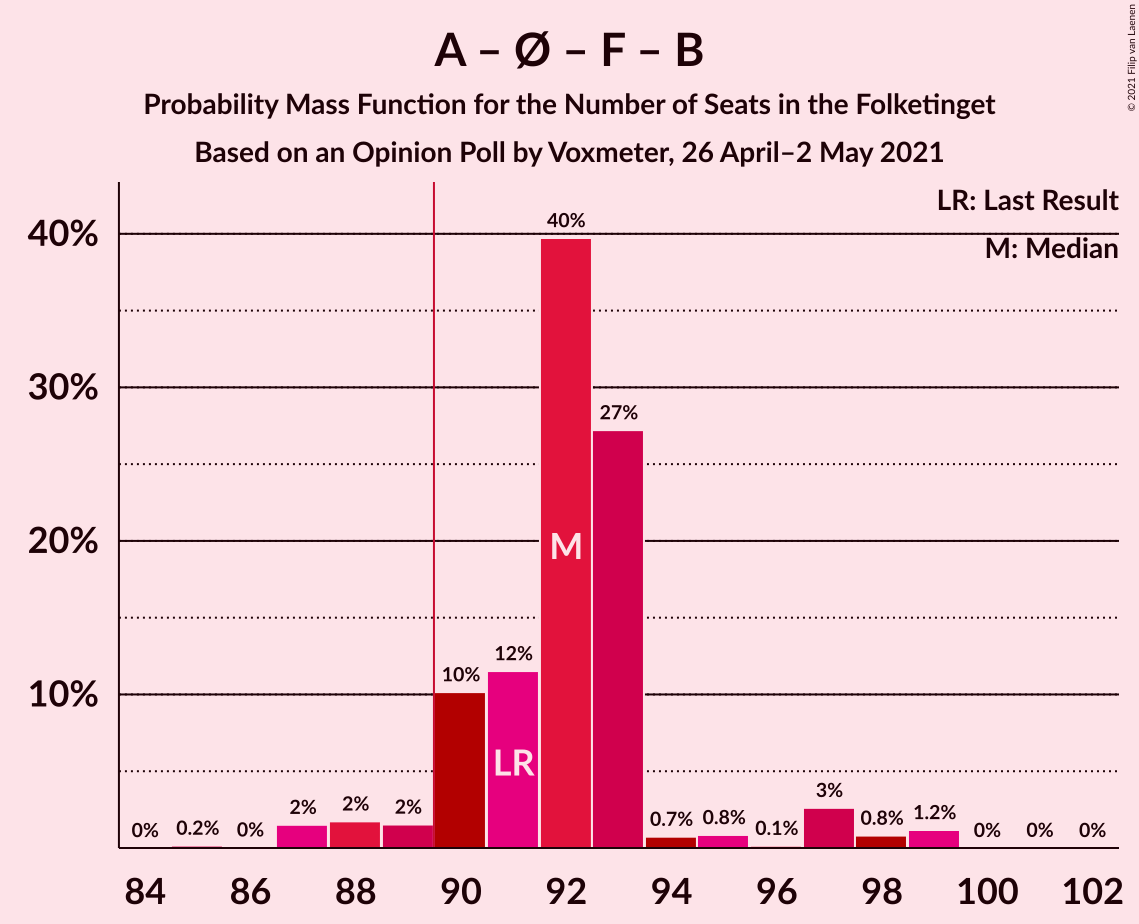 A – Ø – F – B
Probability Mass Function for the Number of Seats in the Folketinget
Based on an Opinion Poll by Voxmeter, 26 April–2 May 2021
© 2021 Filip van Laenen
LR: Last Result
M: Median
40%
30%
20%
10%
0%
0.2%
0%
2%
2%
2%
10%
12%
40%
27%
0.7%
0.8%
0.1%
3%
0.8%
1.2%
0%
0%
0%
M
LR
84 86 88 90 92 94 96 98 100 102